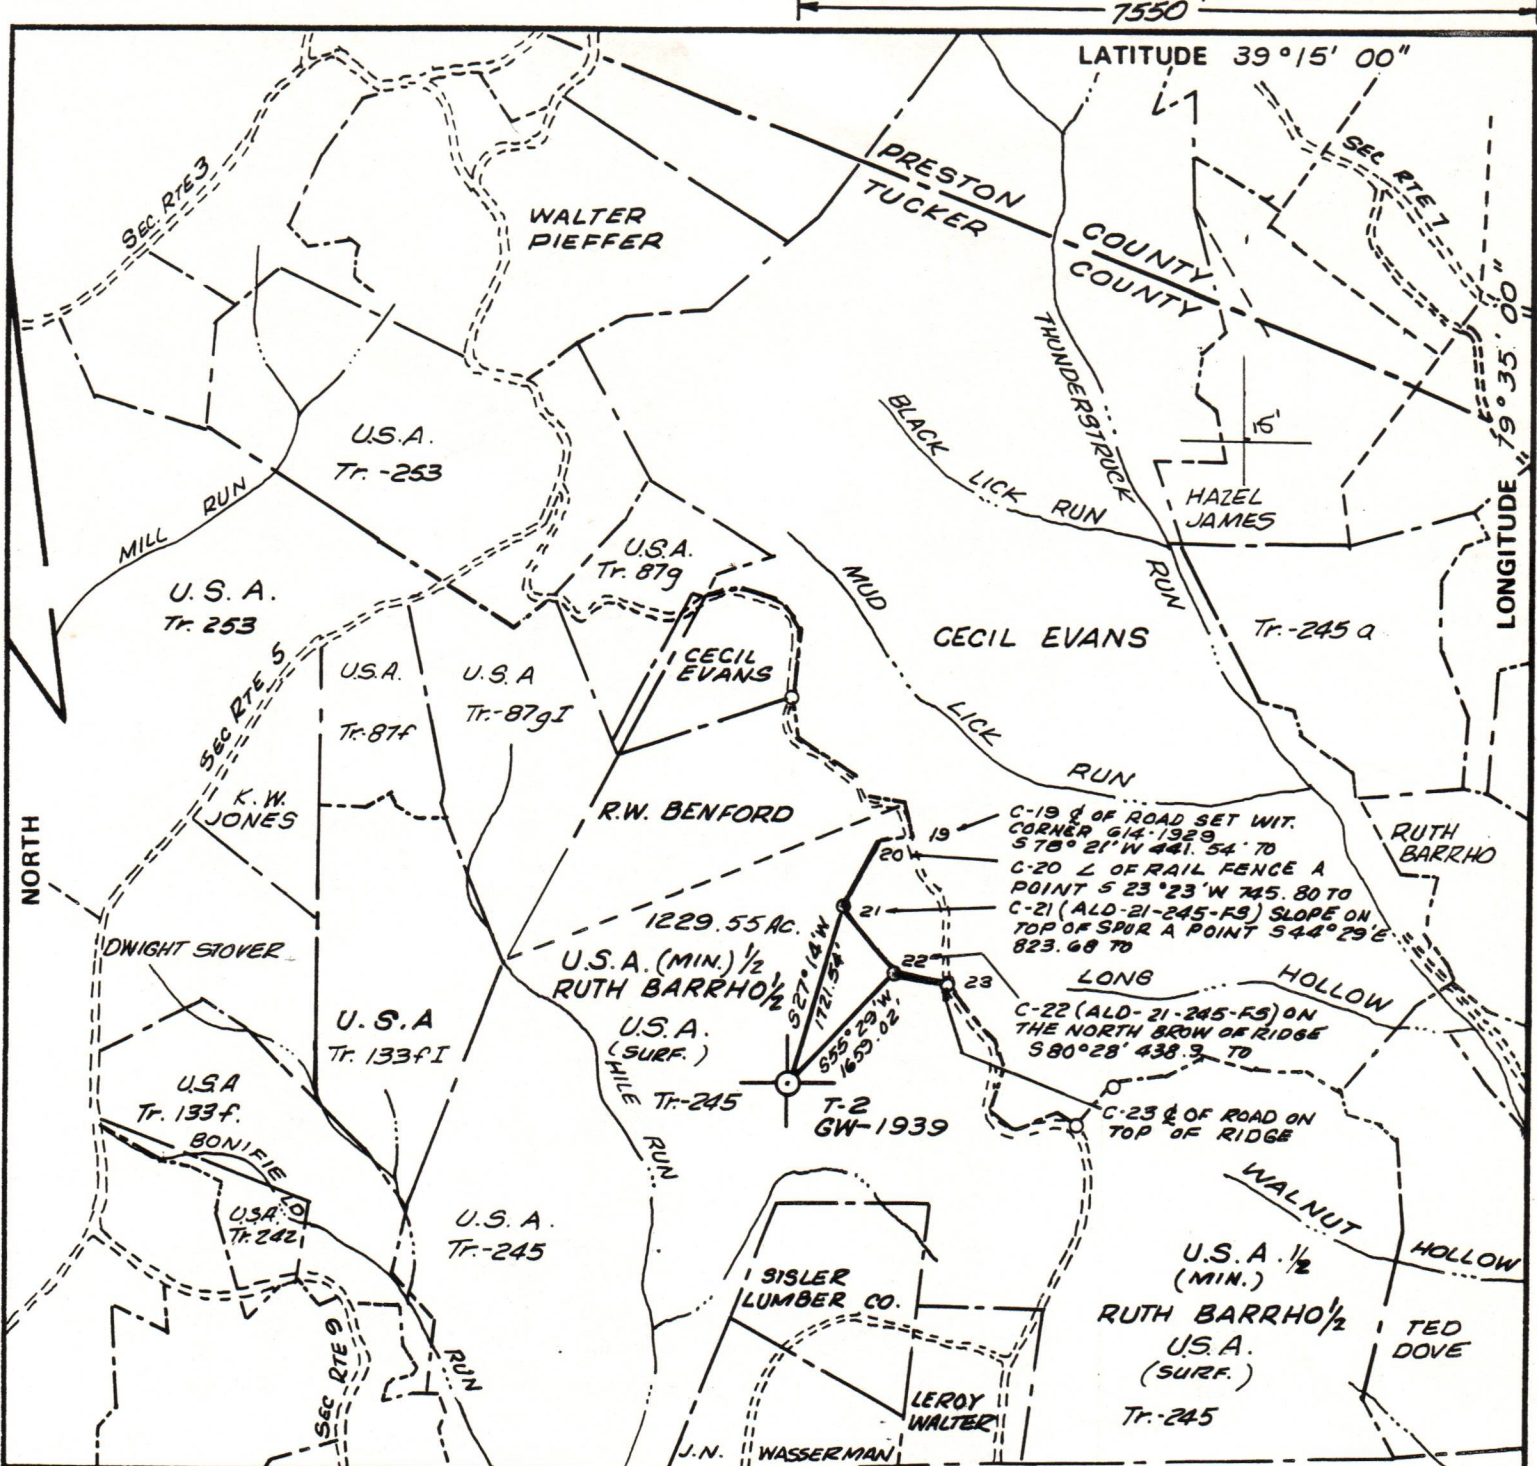 7550
LATITUDE 39°15' 00"
SEC. RTE 3
WALTER
PIEFFER
PRESTON
TUCKER
COUNTY
COUNTY
SEC RTE 7
LONGITUDE 79° 35' 00"
THUNDERSTRUCK
RUN
BLACK
LICK
RUN
15'
HAZEL
JAMES
U.S.A.
Tr.-253
MILL RUN
U.S.A.
Tr. 87g
U.S.A.
Tr. 253
MUD
LICK
RUN
CECIL EVANS
Tr.-245a
CECIL
EVANS
SEC RTE 5
U.S.A.
Tr-87f
U.S.A
Tr.-87gI
K.W.
JONES
R.W. BENFORD
NORTH
19
20
21
22
23
C-19 ℄ OF ROAD SET WIT.
CORNER 614-1929
S 78° 21' W 441.54' TO
C-20 ∠ OF RAIL FENCE A
POINT S 23°23'W 745.80 TO
C-21 (ALD-21-245-FS) SLOPE ON
TOP OF SPUR A POINT S44°29'E
823.68 TO
C-22 (ALD-21-245-FS) ON
THE NORTH BROW OF RIDGE
S80°28' 438.9 TO
C-23 ℄ OF ROAD ON
TOP OF RIDGE
RUTH
BARRHO
DWIGHT STOVER
1229.55 AC.
U.S.A. (MIN.) 1/2
RUTH BARRHO 1/2
U.S.A.
(SURF.)
Tr.-245
S27°14'W
1721.54'
S55°29'W
1659.02'
LONG HOLLOW
U.S.A
Tr. 133fI
HILE
RUN
T-2
GW-1939
U.S.A
Tr. 133f.
BONIFIELD
RUN
U.S.A.
Tr. 242
U.S.A.
Tr.-245
WALNUT
HOLLOW
SISLER
LUMBER CO.
U.S.A. 1/2
(MIN.)
RUTH BARRHO 1/2
U.S.A.
(SURF.)
Tr.-245
TED
DOVE
SEC RTE 9
LEROY
WALTER
J.N. WASSERMAN